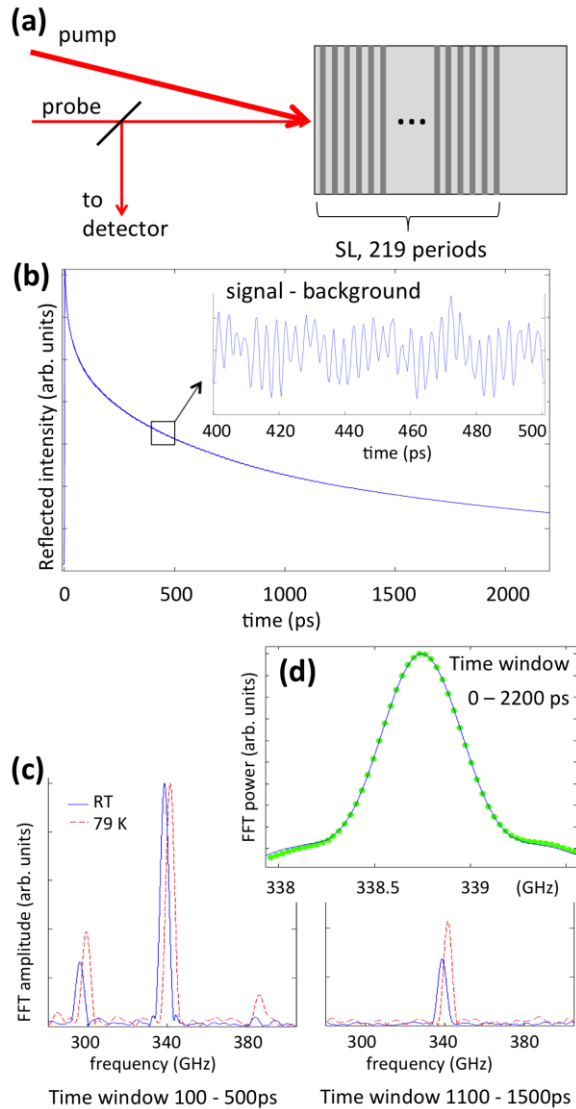 (a)
pump
probe
to
detector
SL, 219 periods
(b)
Reflected intensity (arb. units)
signal - background
400 420 440 460 480 500
time (ps)
0 500 1000 1500 2000
time (ps)
(d)
Time window
0 – 2200 ps
FFT power (arb. units)
338 338.5 339 (GHz)
(c)
RT
79 K
FFT amplitude (arb. units)
300 340 380
frequency (GHz)
Time window 100 - 500ps
300 340 380
frequency (GHz)
Time window 1100 - 1500ps